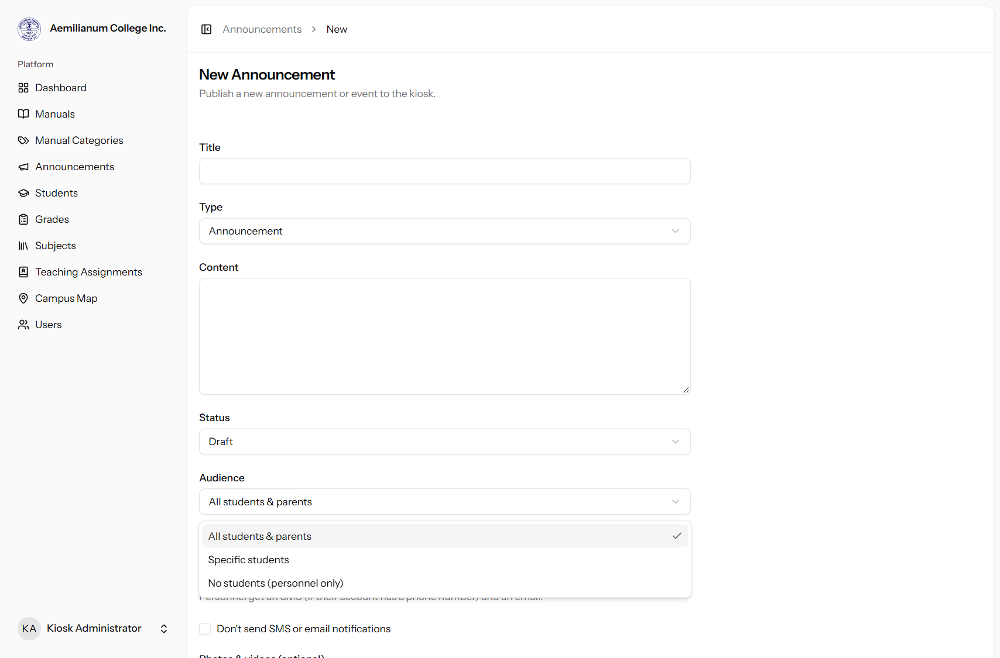 Aemilianum College Inc.
Platform
Dashboard
Manuals
Manual Categories
Announcements
Students
Grades
Subjects
Teaching Assignments
Campus Map
Users
KA
Kiosk Administrator
Announcements > New
New Announcement
Publish a new announcement or event to the kiosk.
Title
Type
Announcement
Content
Status
Draft
Audience
All students & parents
All students & parents
Specific students
No students (personnel only)
Personnel get an SMS (if their account has a phone number) and an email.
Don't send SMS or email notifications
Photos & videos (optional)